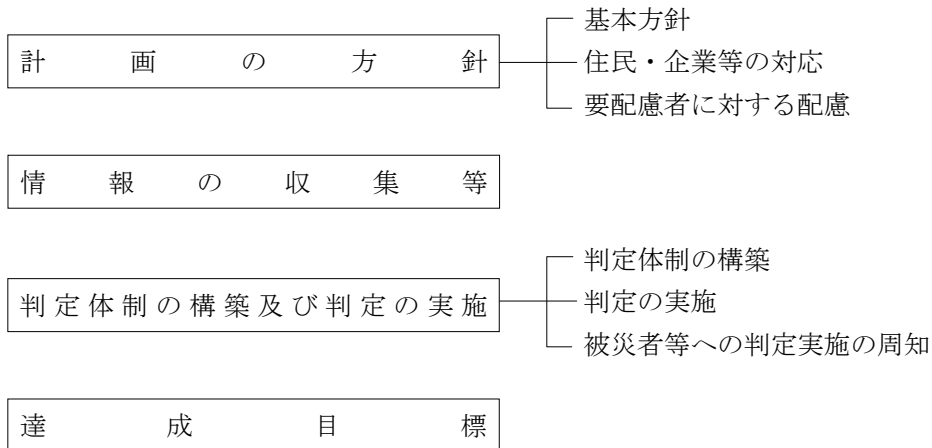 計画の方針
基本方針
住民・企業等の対応
要配慮者に対する配慮
情報の収集等
判定体制の構築及び判定の実施
判定体制の構築
判定の実施
被災者等への判定実施の周知
達成目標